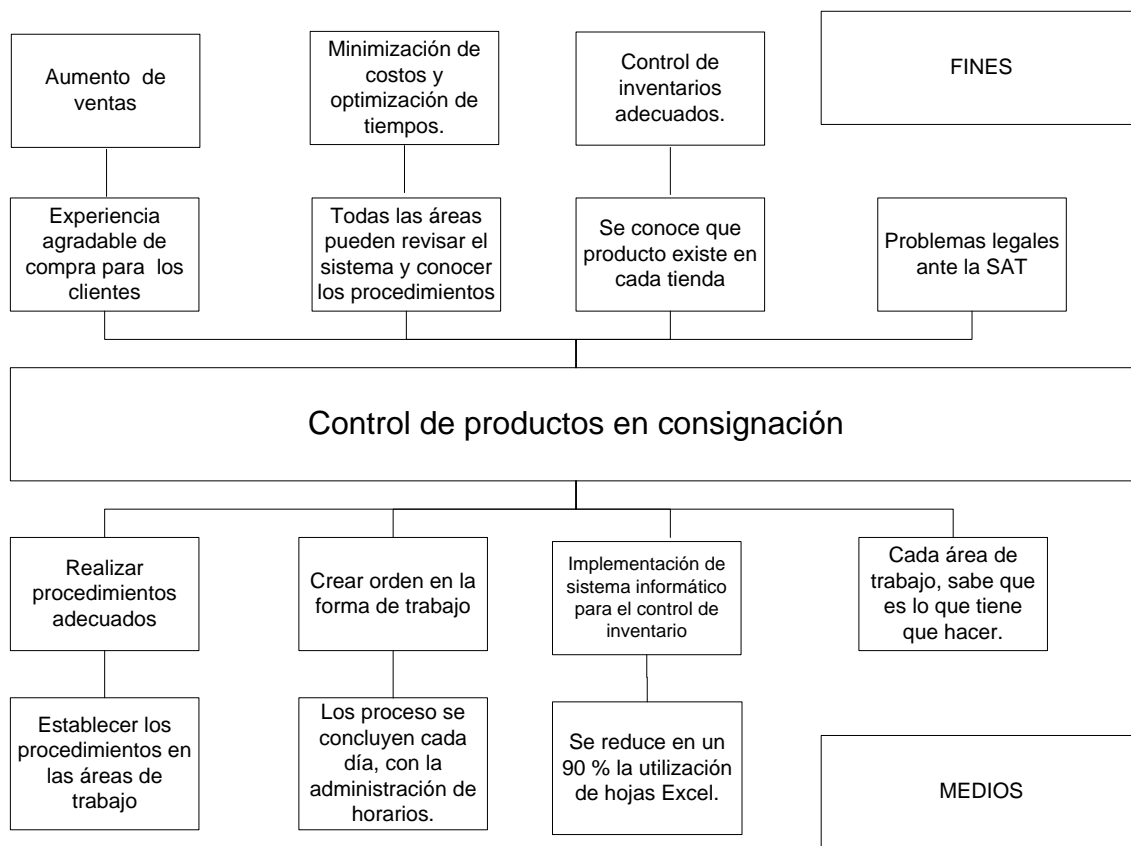 Aumento de
ventas
Minimización de
costos y
optimización de
tiempos.
Control de
inventarios
adecuados.
FINES
Experiencia
agradable de
compra para los
clientes
Todas las áreas
pueden revisar el
sistema y conocer
los procedimientos
Se conoce que
producto existe en
cada tienda
Problemas legales
ante la SAT
Control de productos en consignación
Realizar
procedimientos
adecuados
Crear orden en la
forma de trabajo
Implementación de
sistema informático
para el control de
inventario
Cada área de
trabajo, sabe que
es lo que tiene
que hacer.
Establecer los
procedimientos en
las áreas de
trabajo
Los proceso se
concluyen cada
día, con la
administración de
horarios.
Se reduce en un
90 % la utilización
de hojas Excel.
MEDIOS